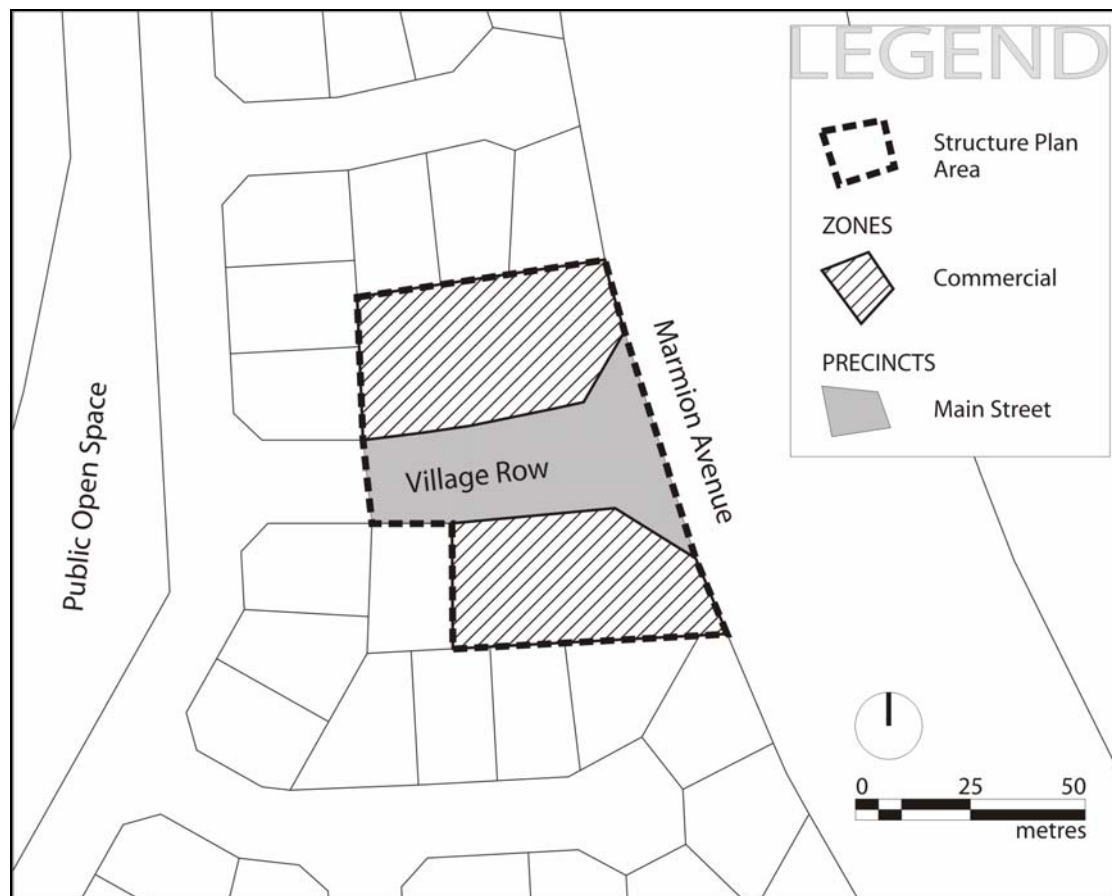 LEGEND
Structure Plan
Area
ZONES
Commercial
PRECINCTS
Main Street
Marmion Avenue
Village Row
Public Open Space
0 25 50
metres